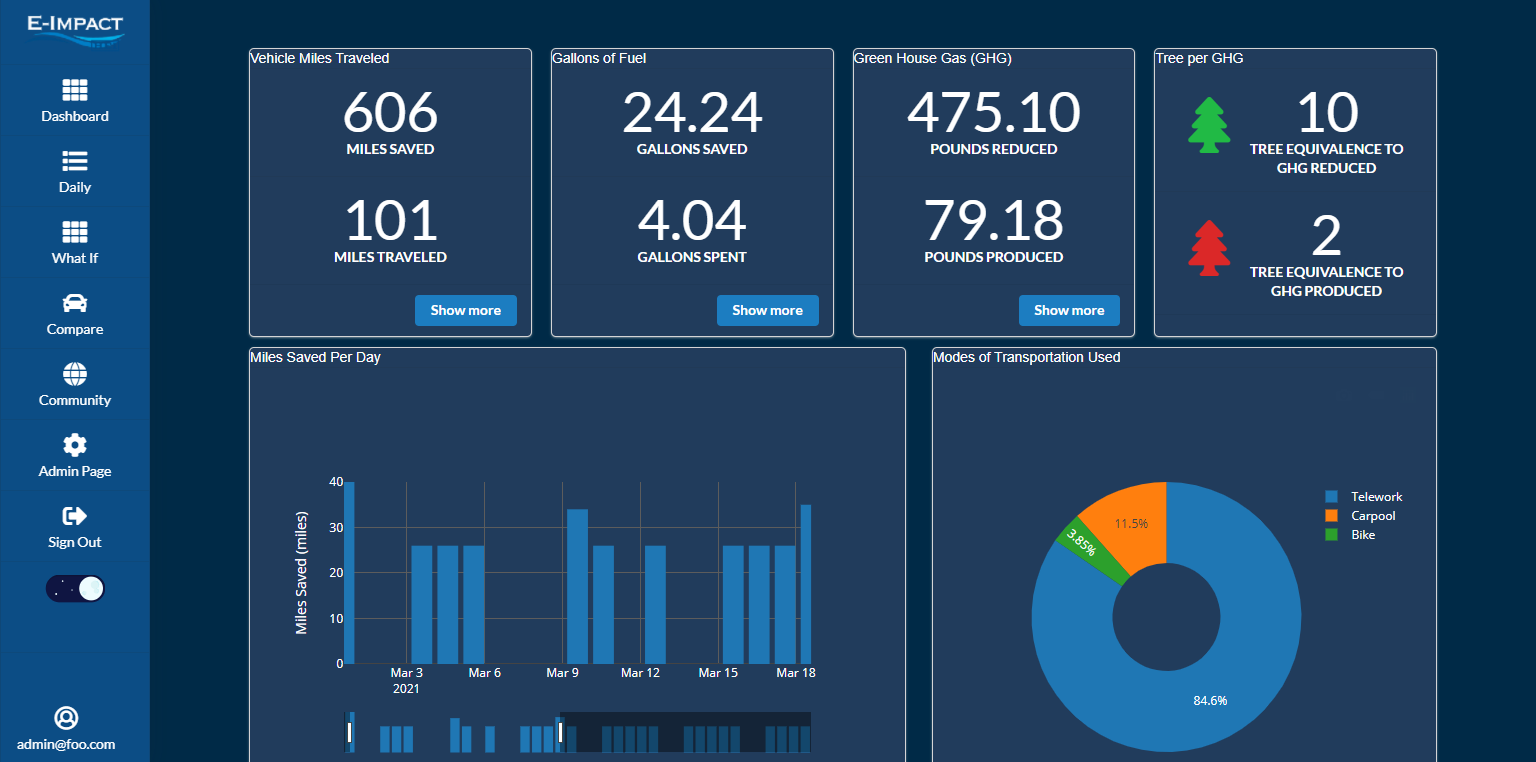 E-IMPACT
Dashboard
Daily
What If
Compare
Community
Admin Page
Sign Out
admin@foo.com
Vehicle Miles Traveled
606
MILES SAVED
101
MILES TRAVELED
Show more
Gallons of Fuel
24.24
GALLONS SAVED
4.04
GALLONS SPENT
Show more
Green House Gas (GHG)
475.10
POUNDS REDUCED
79.18
POUNDS PRODUCED
Show more
Tree per GHG
10
TREE EQUIVALENCE TO
GHG REDUCED
2
TREE EQUIVALENCE TO
GHG PRODUCED
Miles Saved Per Day
Miles Saved (miles)
40
30
20
10
0
Mar 3
2021
Mar 6
Mar 9
Mar 12
Mar 15
Mar 18
Modes of Transportation Used
11.5%
3.85%
84.6%
Telework
Carpool
Bike